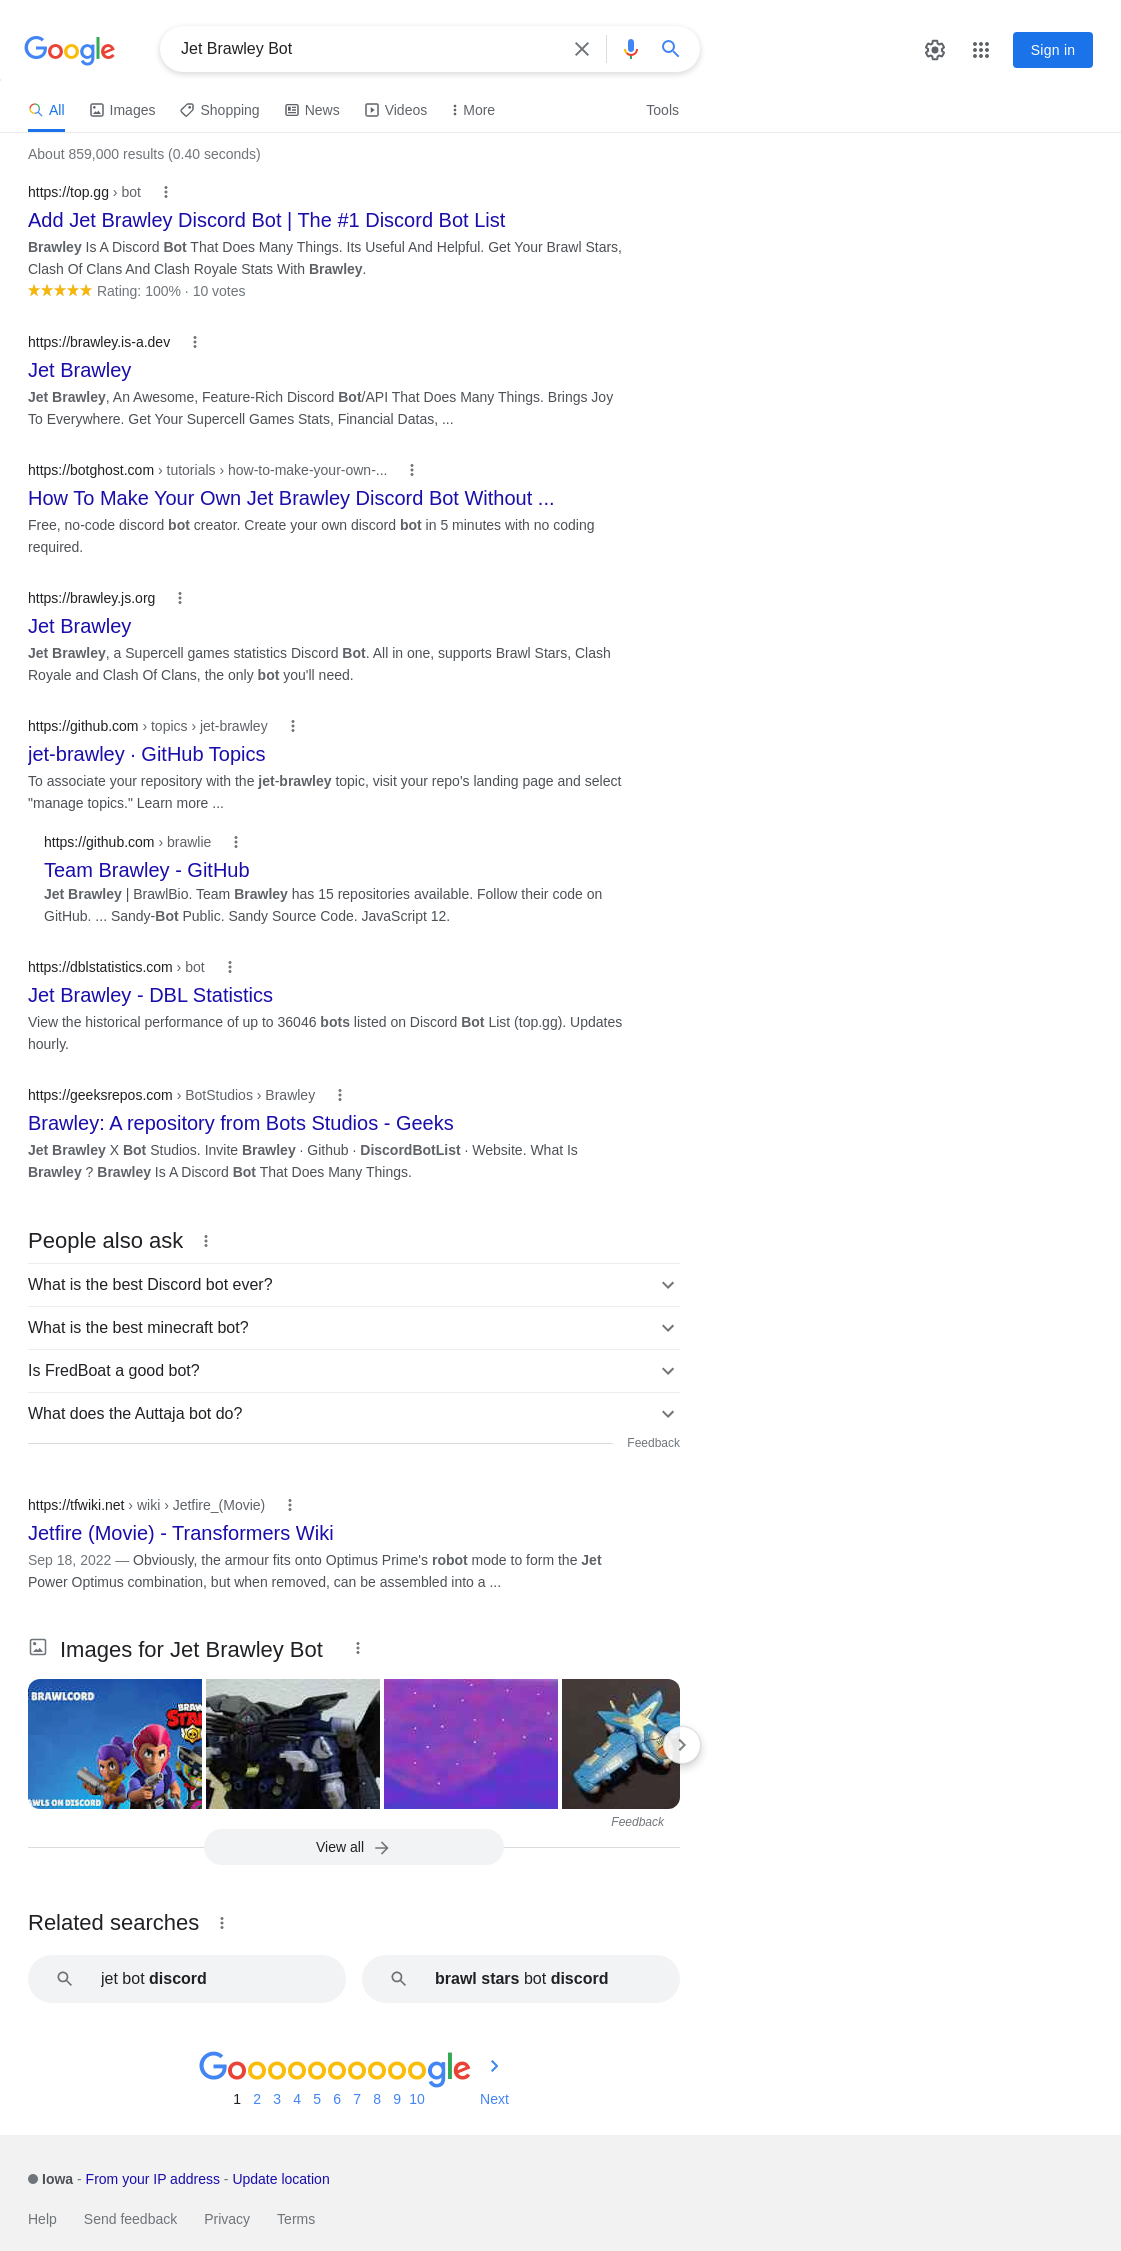 Google
Jet Brawley Bot
Sign in
All
Images
Shopping
News
Videos
More
Tools
About 859,000 results (0.40 seconds)
https://top.gg › bot
Add Jet Brawley Discord Bot | The #1 Discord Bot List
Brawley Is A Discord Bot That Does Many Things. Its Useful And Helpful. Get Your Brawl Stars,
Clash Of Clans And Clash Royale Stats With Brawley.
Rating: 100% · 10 votes
https://brawley.is-a.dev
Jet Brawley
Jet Brawley, An Awesome, Feature-Rich Discord Bot/API That Does Many Things. Brings Joy
To Everywhere. Get Your Supercell Games Stats, Financial Datas, ...
https://botghost.com › tutorials › how-to-make-your-own-...
How To Make Your Own Jet Brawley Discord Bot Without ...
Free, no-code discord bot creator. Create your own discord bot in 5 minutes with no coding
required.
https://brawley.js.org
Jet Brawley
Jet Brawley, a Supercell games statistics Discord Bot. All in one, supports Brawl Stars, Clash
Royale and Clash Of Clans, the only bot you'll need.
https://github.com › topics › jet-brawley
jet-brawley · GitHub Topics
To associate your repository with the jet-brawley topic, visit your repo's landing page and select
"manage topics." Learn more ...
https://github.com › brawlie
Team Brawley - GitHub
Jet Brawley | BrawlBio. Team Brawley has 15 repositories available. Follow their code on
GitHub. ... Sandy-Bot Public. Sandy Source Code. JavaScript 12.
https://dblstatistics.com › bot
Jet Brawley - DBL Statistics
View the historical performance of up to 36046 bots listed on Discord Bot List (top.gg). Updates
hourly.
https://geeksrepos.com › BotStudios › Brawley
Brawley: A repository from Bots Studios - Geeks
Jet Brawley X Bot Studios. Invite Brawley · Github · DiscordBotList · Website. What Is
Brawley ? Brawley Is A Discord Bot That Does Many Things.
People also ask
What is the best Discord bot ever?
What is the best minecraft bot?
Is FredBoat a good bot?
What does the Auttaja bot do?
Feedback
https://tfwiki.net › wiki › Jetfire_(Movie)
Jetfire (Movie) - Transformers Wiki
Sep 18, 2022 — Obviously, the armour fits onto Optimus Prime's robot mode to form the Jet
Power Optimus combination, but when removed, can be assembled into a ...
Images for Jet Brawley Bot
BRAWLCORD
BRAW
STA
AWLS ON DISCORD
Feedback
View all
Related searches
jet bot discord
brawl stars bot discord
Goooooooooogle
1 2 3 4 5 6 7 8 9 10 Next
Iowa - From your IP address - Update location
Help Send feedback Privacy Terms